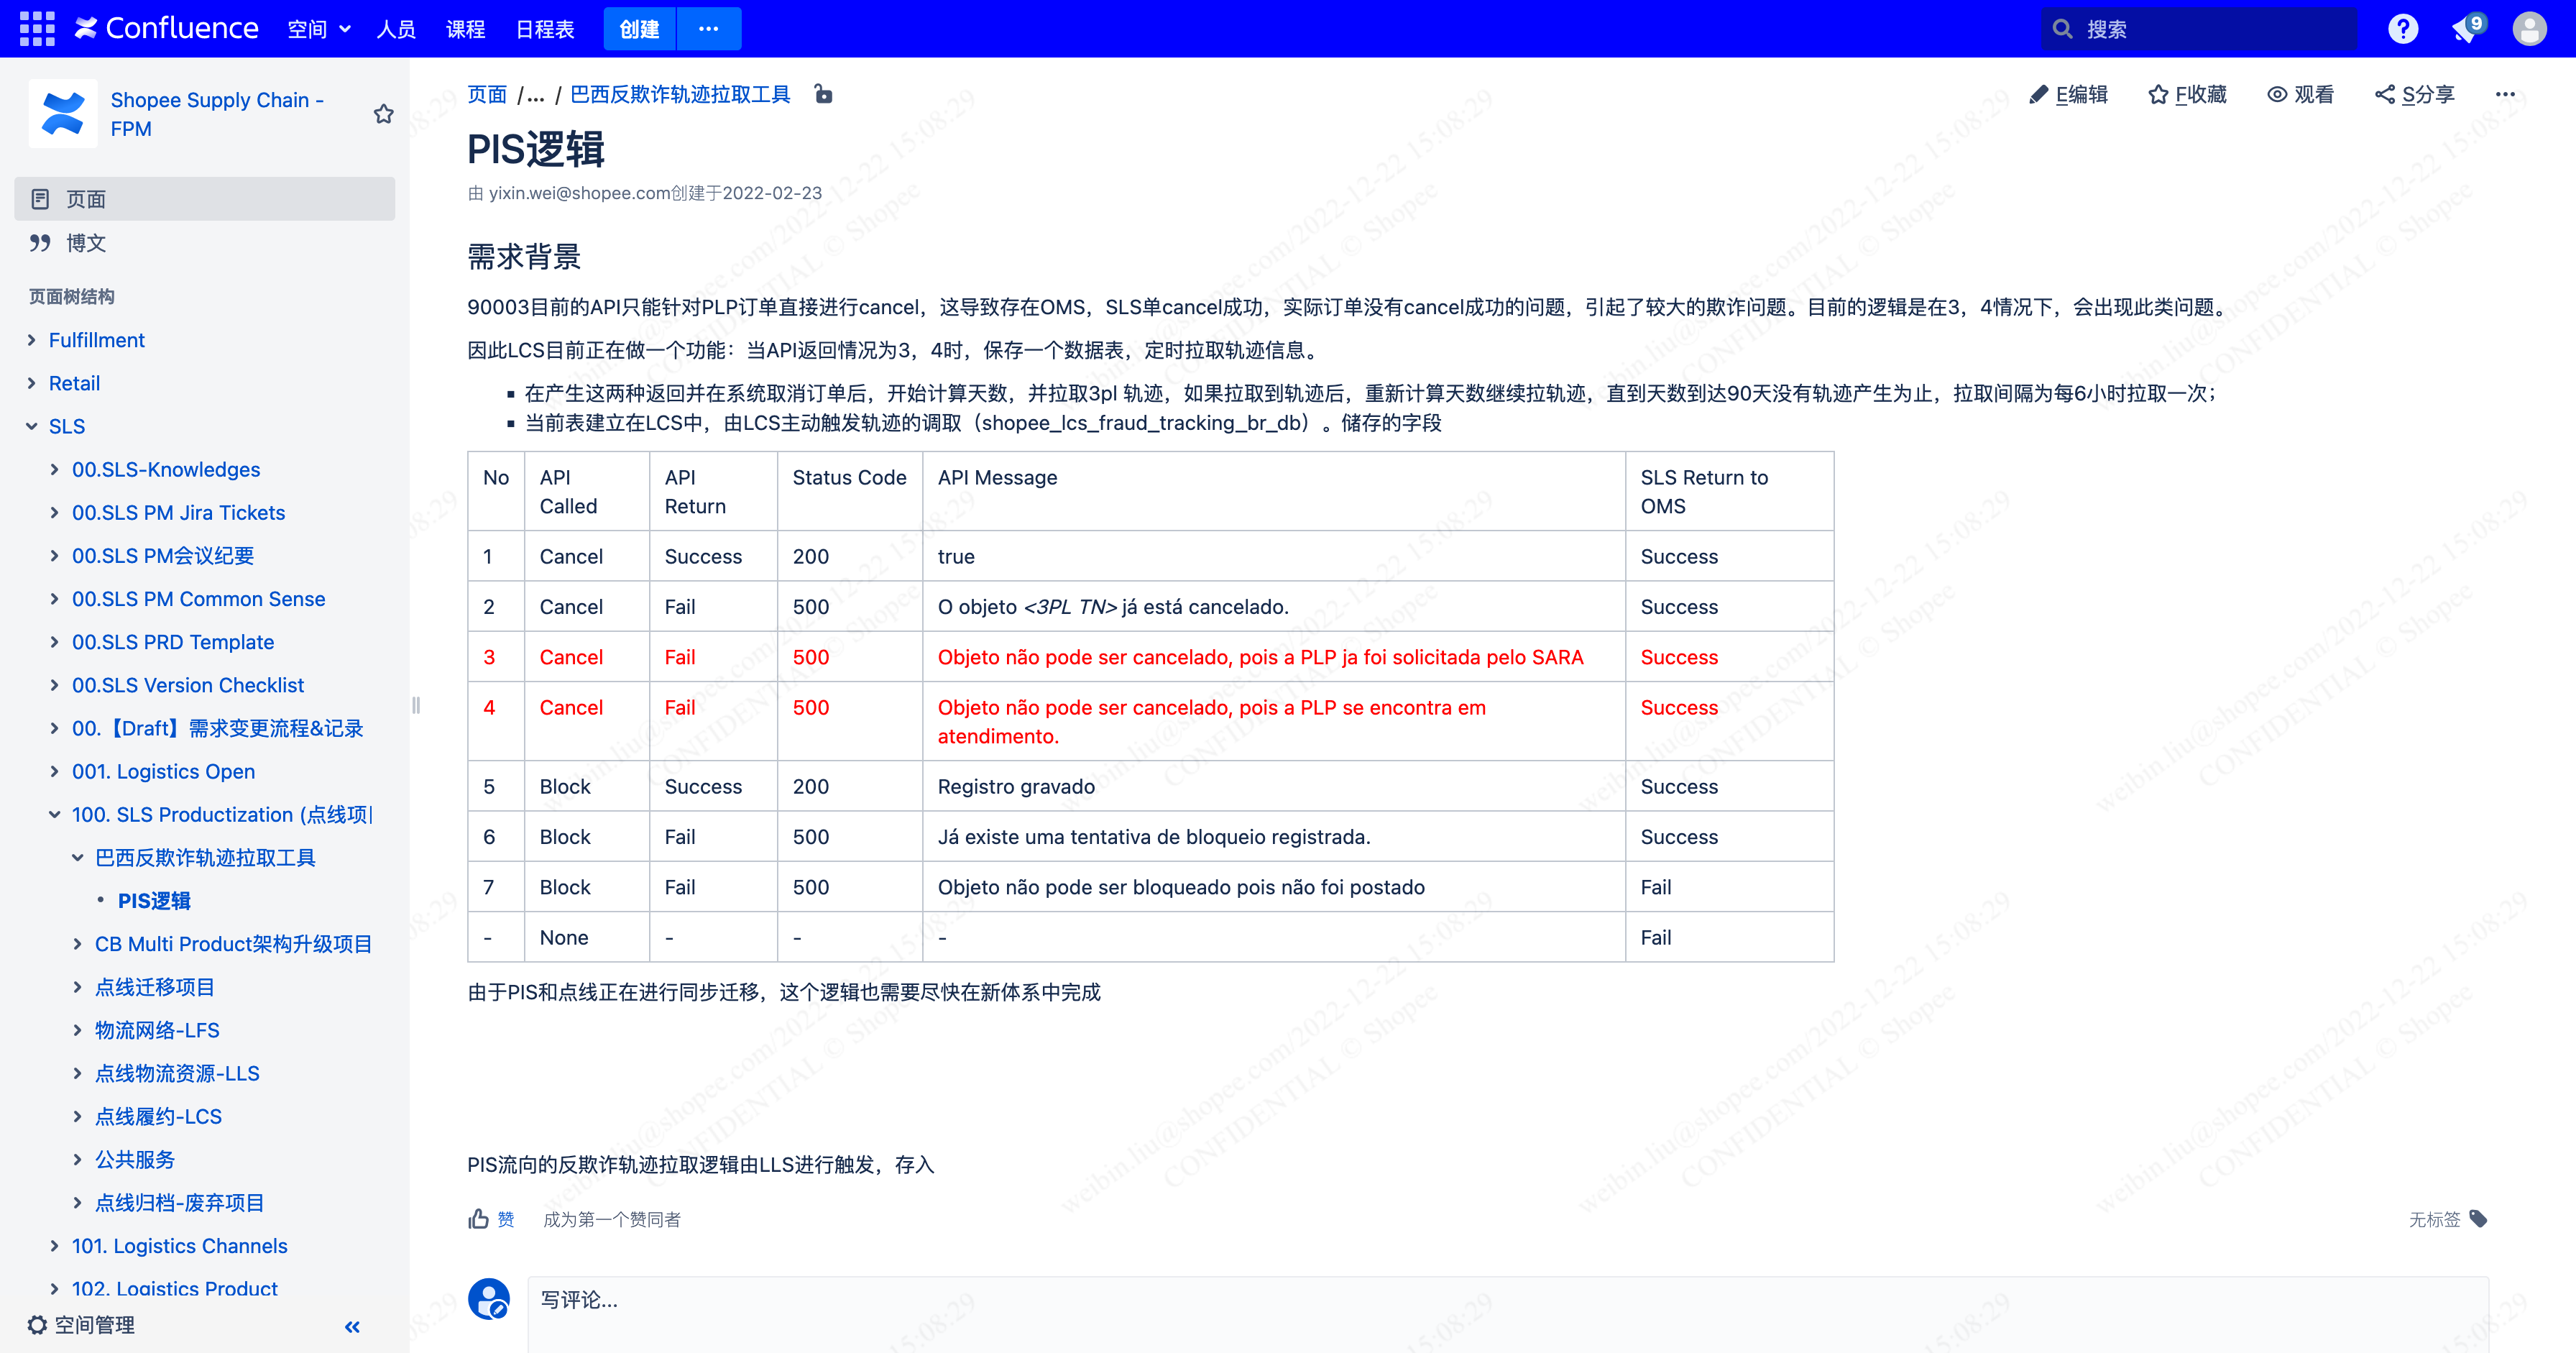 Confluence 空间 人员 课程 日程表 创建 ··· 搜索 9
Shopee Supply Chain -
FPM
页面
博文
页面树结构
Fulfillment
Retail
SLS
00.SLS-Knowledges
00.SLS PM Jira Tickets
00.SLS PM会议纪要
00.SLS PM Common Sense
00.SLS PRD Template
00.SLS Version Checklist
00.【Draft】需求变更流程&记录
001. Logistics Open
100. SLS Productization (点线项
巴西反欺诈轨迹拉取工具
PIS逻辑
CB Multi Product架构升级项目
点线迁移项目
物流网络-LFS
点线物流资源-LLS
点线履约-LCS
公共服务
点线归档-废弃项目
101. Logistics Channels
102. Logistics Product
空间管理
页面 /... / 巴西反欺诈轨迹拉取工具
E编辑 F收藏 观看 S分享 ···
PIS逻辑
由 yixin.wei@shopee.com创建于2022-02-23
需求背景
90003目前的API只能针对PLP订单直接进行cancel，这导致存在OMS，SLS单cancel成功，实际订单没有cancel成功的问题，引起了较大的欺诈问题。目前的逻辑是在3，4情况下，会出现此类问题。
因此LCS目前正在做一个功能：当API返回情况为3，4时，保存一个数据表，定时拉取轨迹信息。
▪ 在产生这两种返回并在系统取消订单后，开始计算天数，并拉取3pl 轨迹，如果拉取到轨迹后，重新计算天数继续拉轨迹，直到天数到达90天没有轨迹产生为止，拉取间隔为每6小时拉取一次；
▪ 当前表建立在LCS中，由LCS主动触发轨迹的调取（shopee_lcs_fraud_tracking_br_db）。储存的字段
No API Called API Return Status Code API Message SLS Return to OMS
1 Cancel Success 200 true Success
2 Cancel Fail 500 O objeto <3PL TN> já está cancelado. Success
3 Cancel Fail 500 Objeto não pode ser cancelado, pois a PLP ja foi solicitada pelo SARA Success
4 Cancel Fail 500 Objeto não pode ser cancelado, pois a PLP se encontra em atendimento. Success
5 Block Success 200 Registro gravado Success
6 Block Fail 500 Já existe uma tentativa de bloqueio registrada. Success
7 Block Fail 500 Objeto não pode ser bloqueado pois não foi postado Fail
- None - - - Fail
由于PIS和点线正在进行同步迁移，这个逻辑也需要尽快在新体系中完成
PIS流向的反欺诈轨迹拉取逻辑由LLS进行触发，存入
赞 成为第一个赞同者 无标签
写评论...
weibin.liu@shopee.com/2022-12-22 15:08:29
CONFIDENTIAL © Shopee